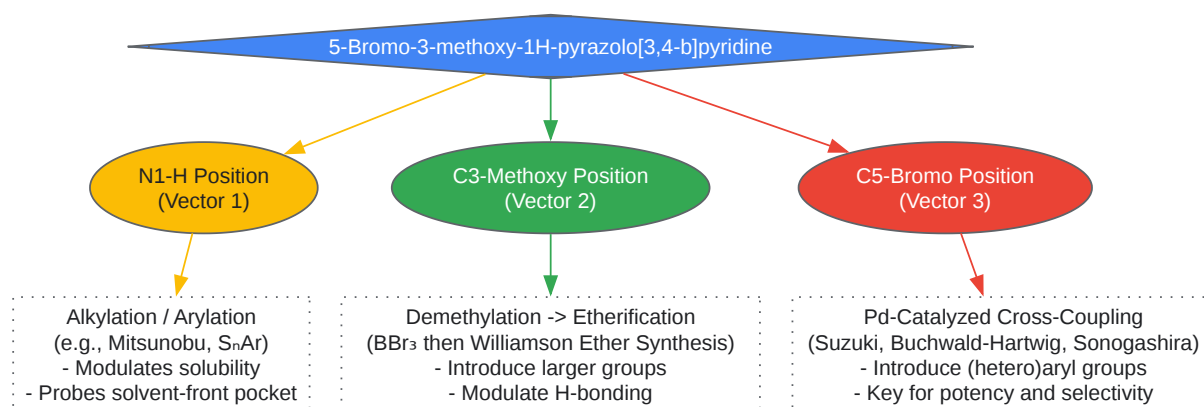 5-Bromo-3-methoxy-1H-pyrazolo[3,4-b]pyridine
N1-H Position
(Vector 1)
C3-Methoxy Position
(Vector 2)
C5-Bromo Position
(Vector 3)
Alkylation / Arylation
(e.g., Mitsunobu, SₙAr)
- Modulates solubility
- Probes solvent-front pocket
Demethylation -> Etherification
(BBr₃ then Williamson Ether Synthesis)
- Introduce larger groups
- Modulate H-bonding
Pd-Catalyzed Cross-Coupling
(Suzuki, Buchwald-Hartwig, Sonogashira)
- Introduce (hetero)aryl groups
- Key for potency and selectivity